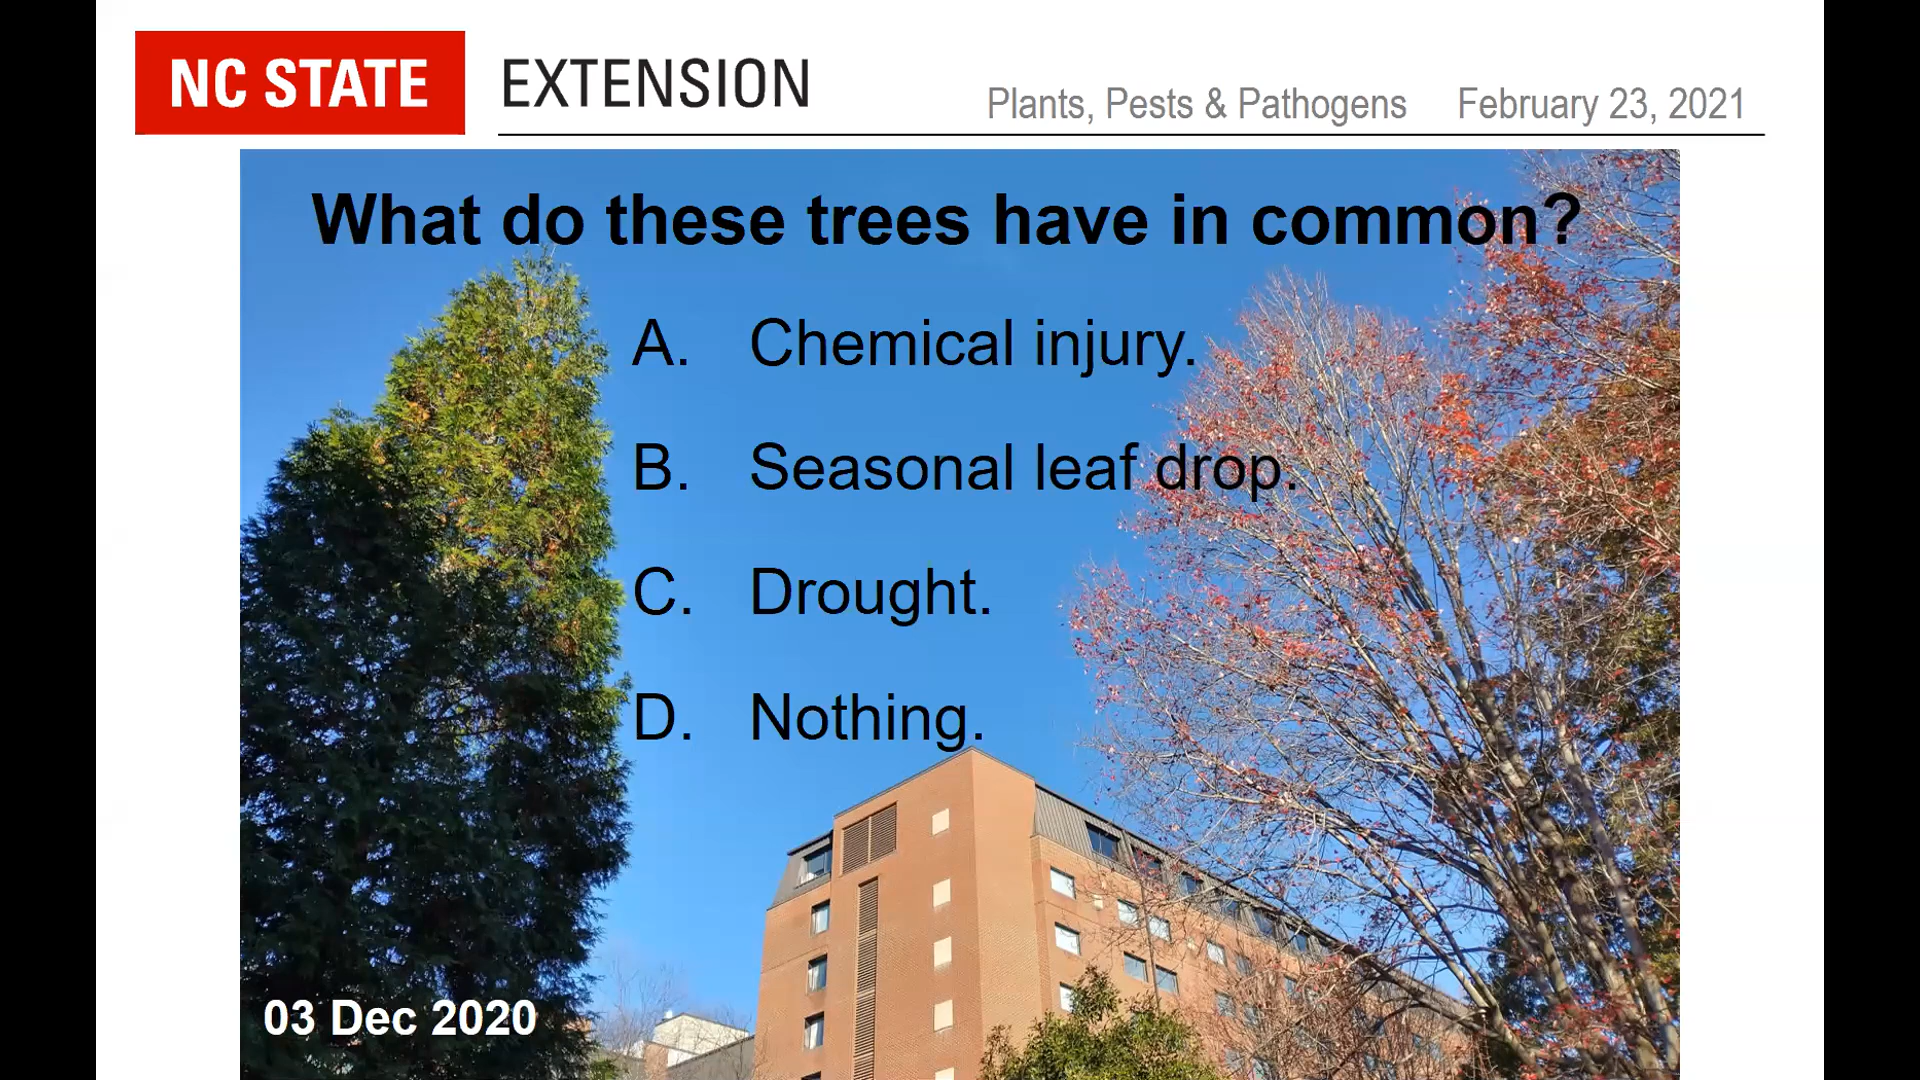 NC STATE EXTENSION
Plants, Pests & Pathogens February 23, 2021
What do these trees have in common?
A. Chemical injury.
B. Seasonal leaf drop.
C. Drought.
D. Nothing.
03 Dec 2020